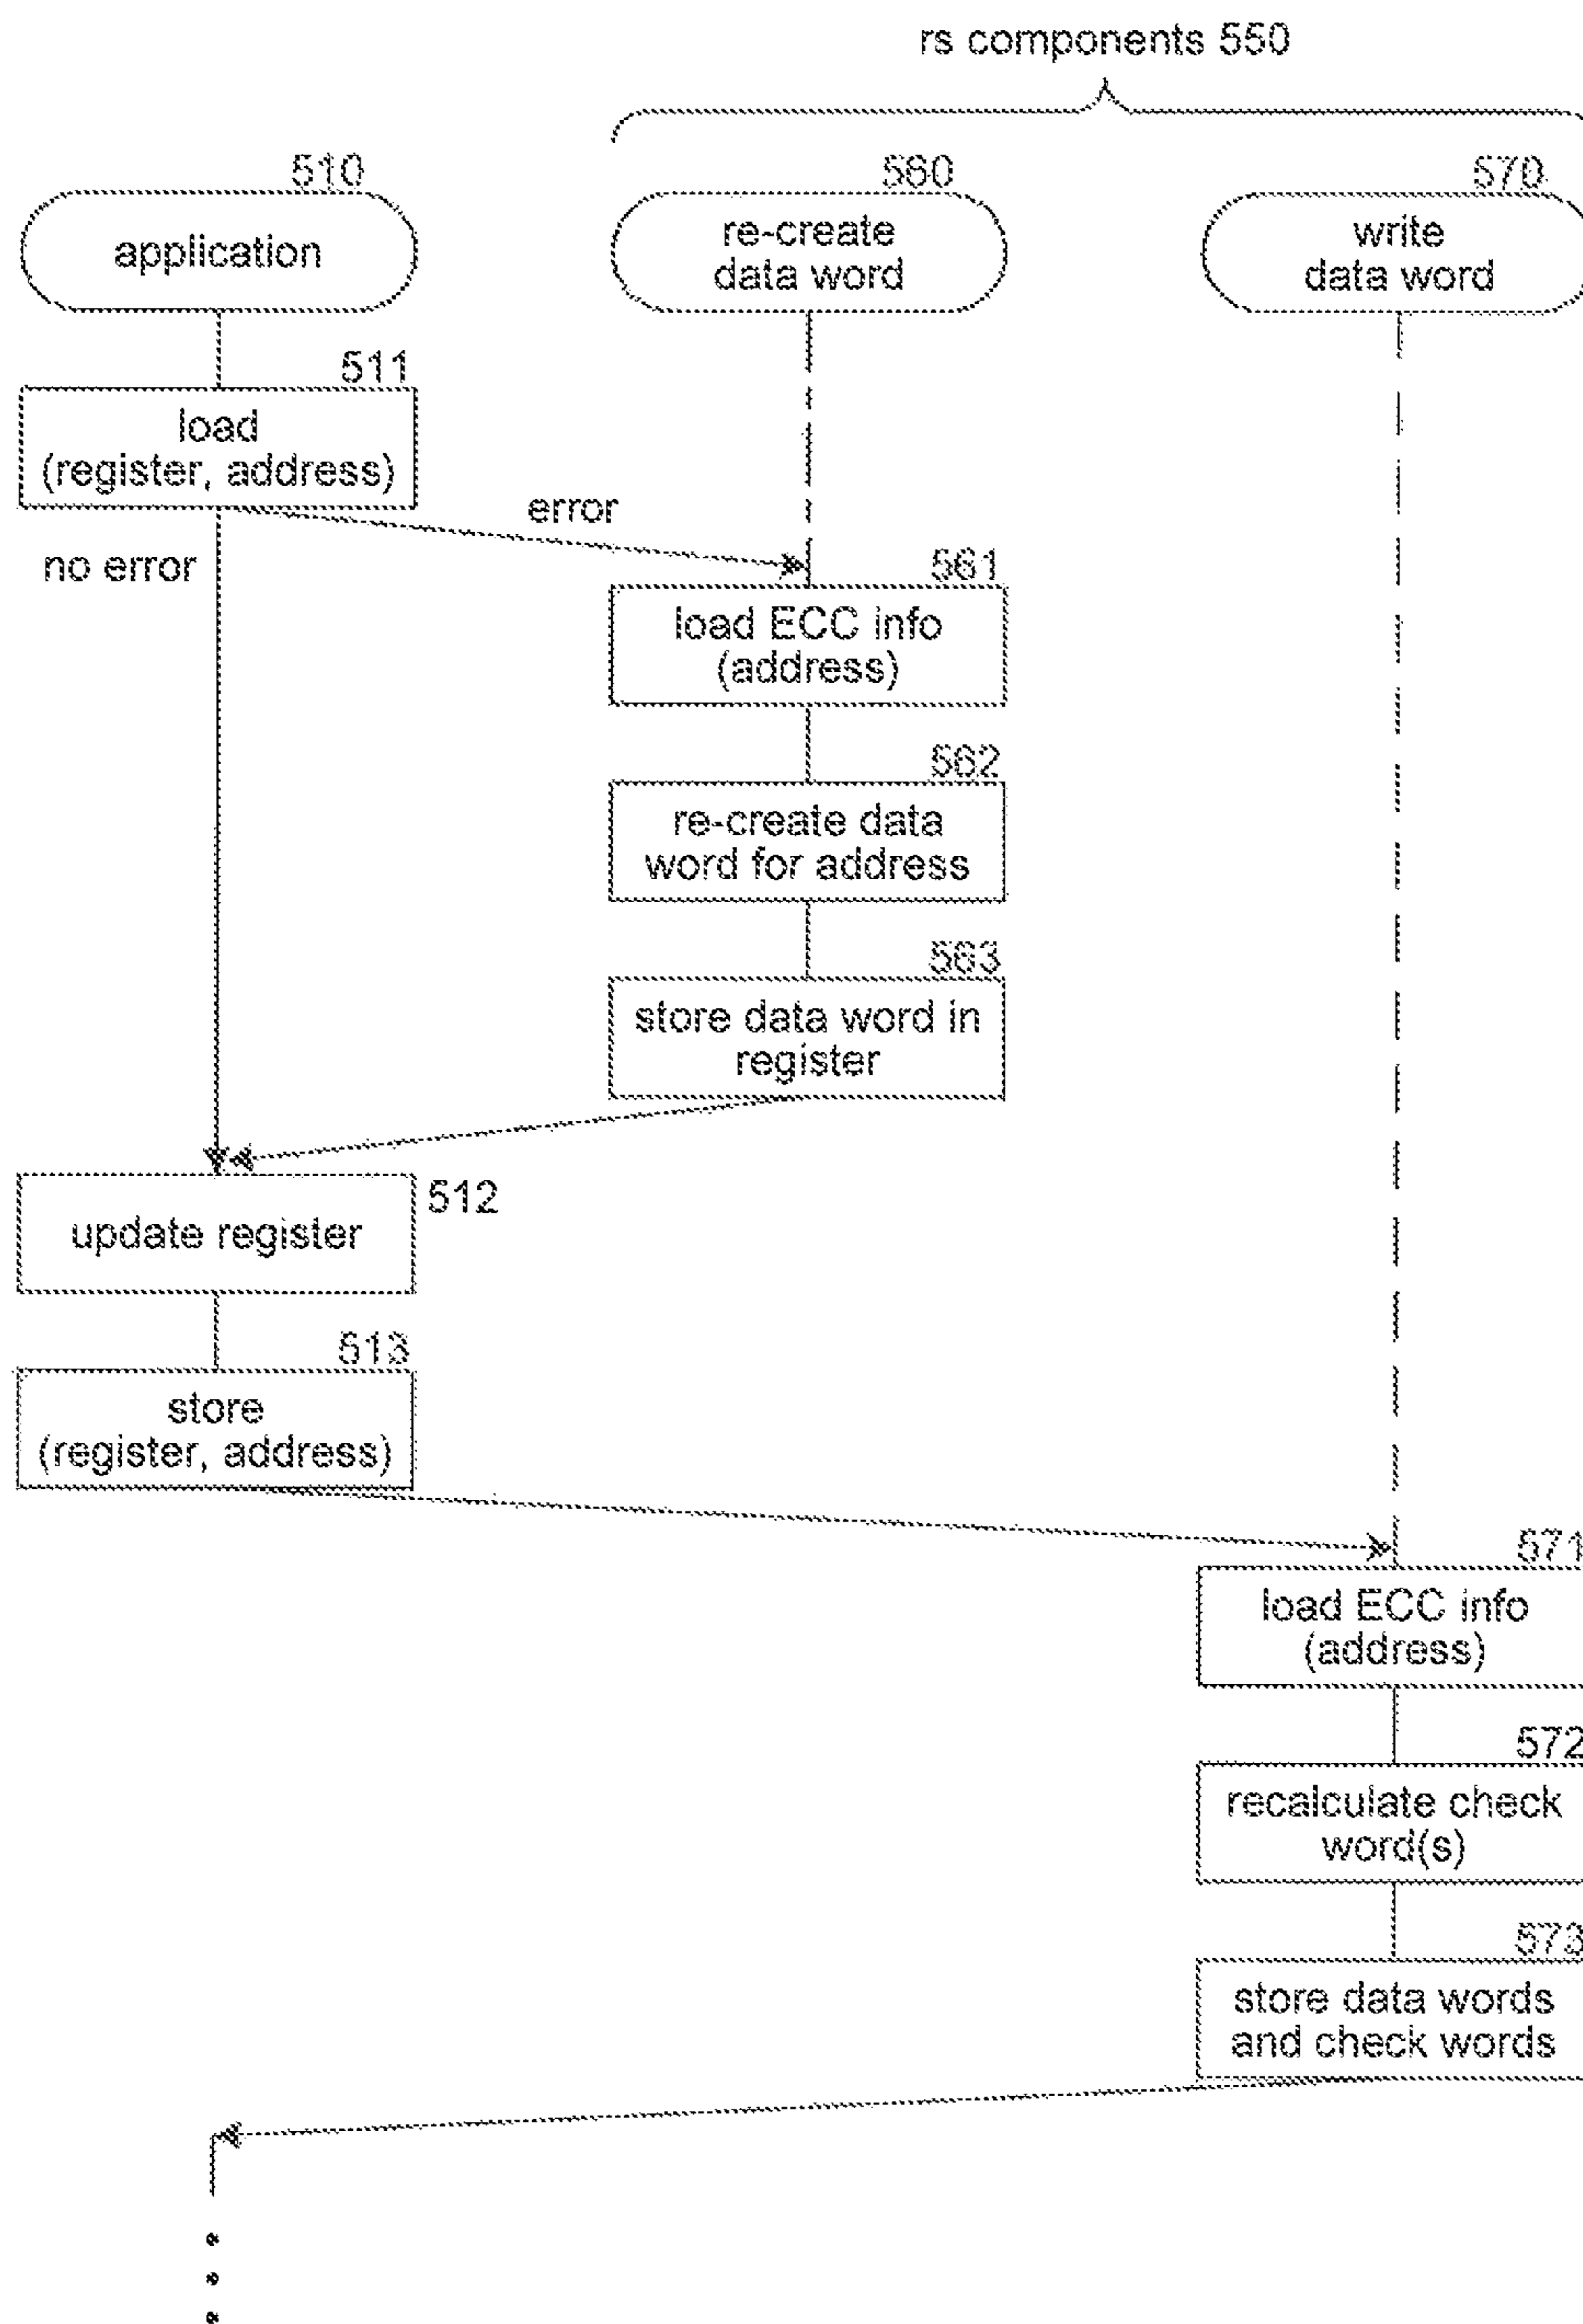 rs components 550
510
application
560
re-create
data word
570
write
data word
511
load
(register, address)
error
no error
561
load ECC info
(address)
562
re-create data
word for address
563
store data word in
register
512
update register
513
store
(register, address)
571
load ECC info
(address)
572
recalculate check
word(s)
573
store data words
and check words